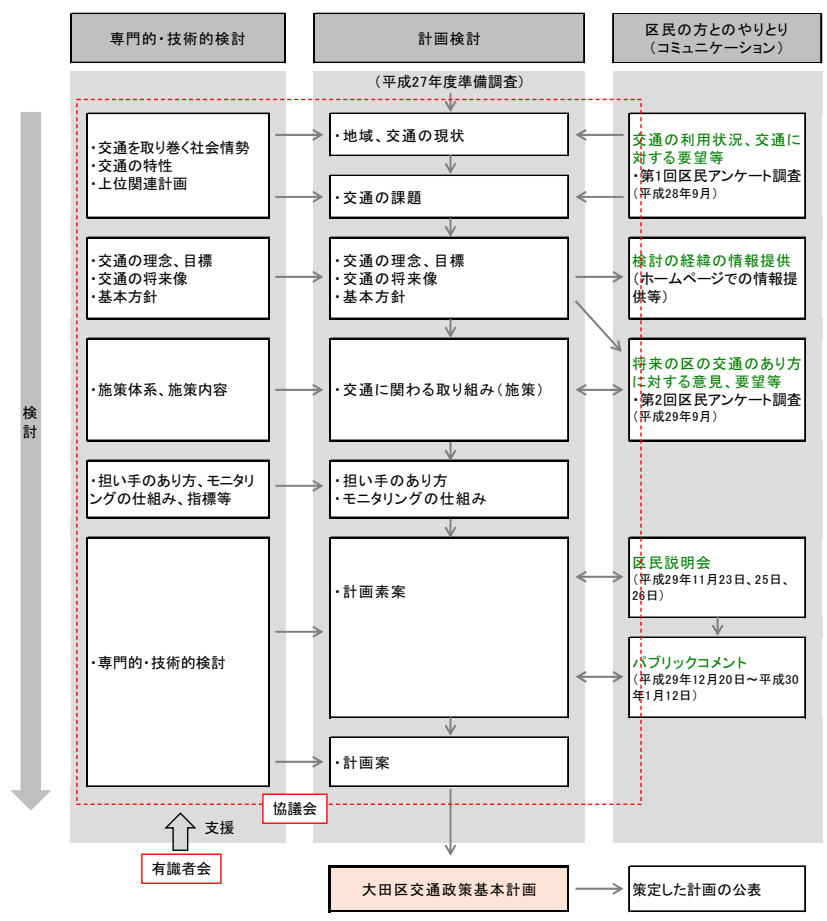 専門的・技術的検討
計画検討
区民の方とのやりとり
（コミュニケーション）
（平成27年度準備調査）
検
討
・交通を取り巻く社会情勢
・交通の特性
・上位関連計画
・地域、交通の現状
・交通の課題
交通の利用状況、交通に
対する要望等
・第1回区民アンケート調査
（平成28年9月）
・交通の理念、目標
・交通の将来像
・基本方針
・交通の理念、目標
・交通の将来像
・基本方針
検討の経緯の情報提供
（ホームページでの情報提
供等）
・施策体系、施策内容
・交通に関わる取り組み（施策）
将来の区の交通のあり方
に対する意見、要望等
・第2回区民アンケート調査
（平成29年9月）
・担い手のあり方、モニタリ
ングの仕組み、指標等
・担い手のあり方
・モニタリングの仕組み
・専門的・技術的検討
・計画素案
区民説明会
（平成29年11月23日、25日、
26日）
パブリックコメント
（平成29年12月20日～平成30
年1月12日）
・計画案
協議会
支援
有識者会
大田区交通政策基本計画
策定した計画の公表